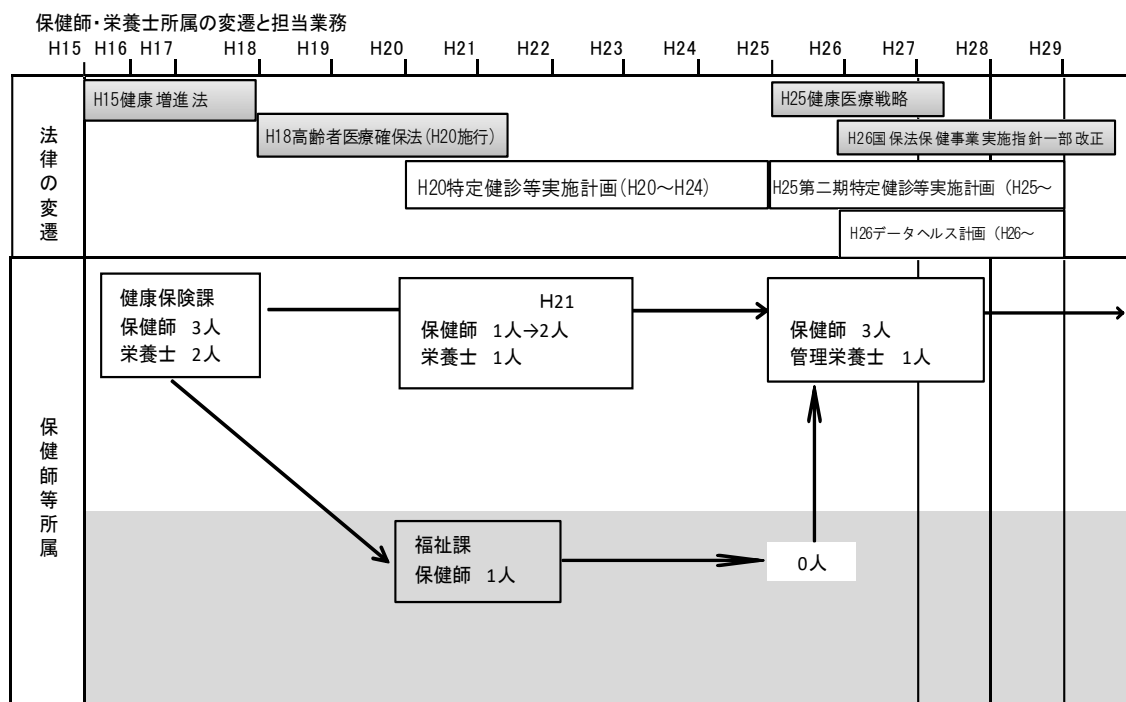 保健師・栄養士所属の変遷と担当業務
H15 H16 H17 H18 H19 H20 H21 H22 H23 H24 H25 H26 H27 H28 H29
法律の変遷
H15健康増進法
H25健康医療戦略
H18高齢者医療確保法(H20施行)
H26国保法保健事業実施指針一部改正
H20特定健診等実施計画(H20～H24)
H25第二期特定健診等実施計画(H25～
H26データヘルス計画(H26～
保健師等所属
健康保険課
保健師 3人
栄養士 2人
H21
保健師 1人→2人
栄養士 1人
保健師 3人
管理栄養士 1人
福祉課
保健師 1人
0人